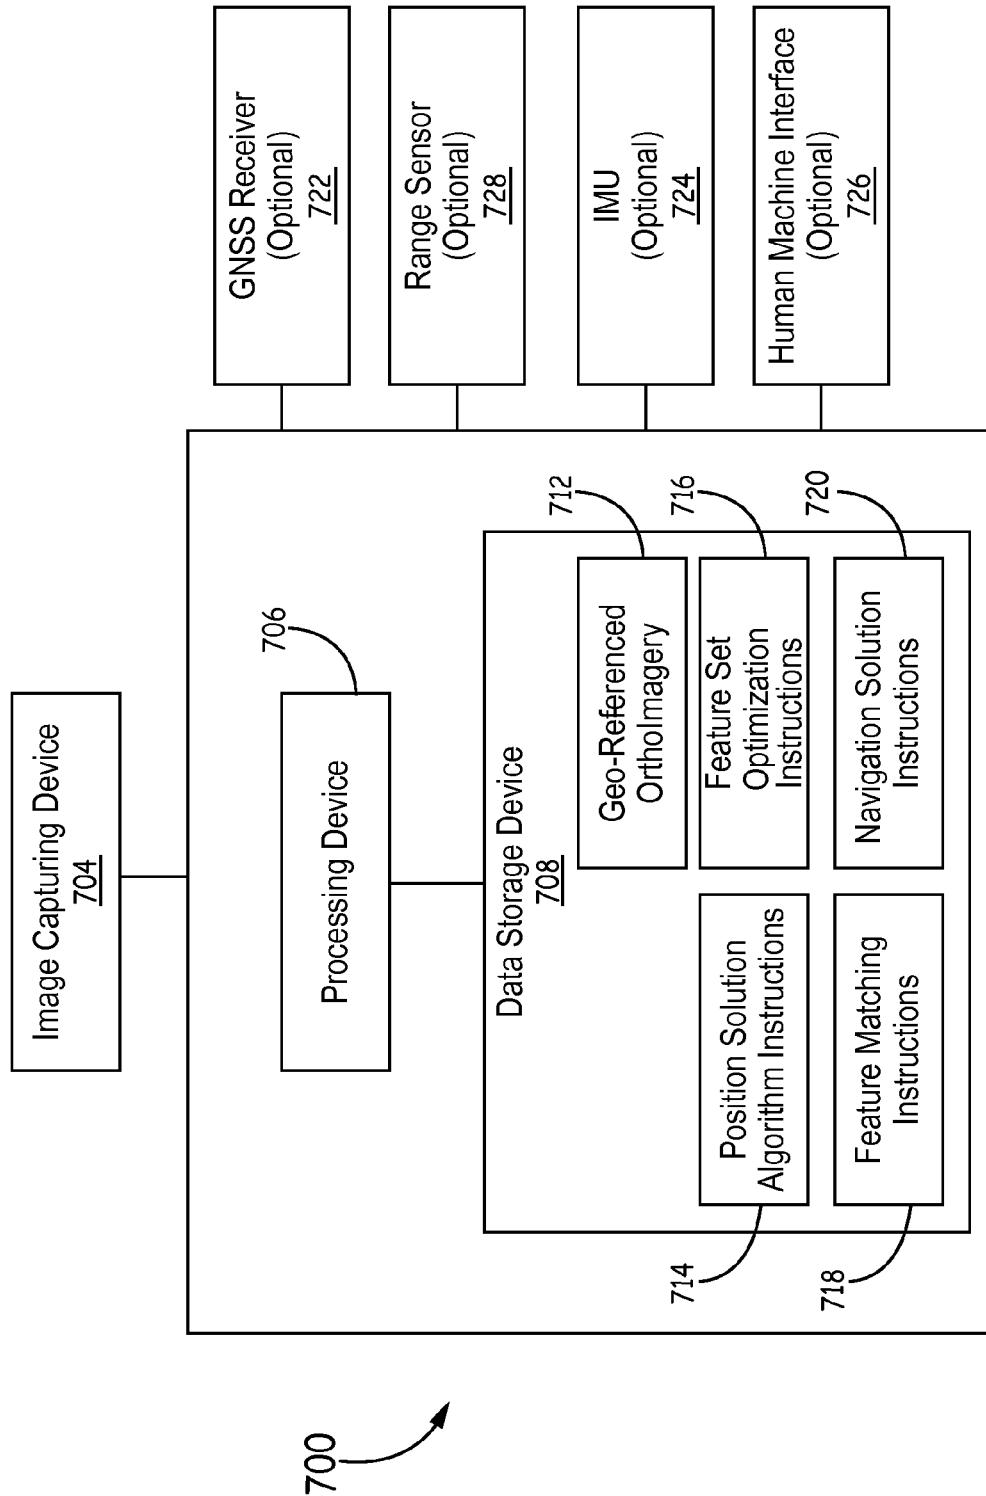 700
Image Capturing Device
704
706
Processing Device
Data Storage Device
708
712
Geo-Referenced
OrthoImagery
714
Position Solution
Algorithm Instructions
716
Feature Set
Optimization
Instructions
718
Feature Matching
Instructions
720
Navigation Solution
Instructions
GNSS Receiver
(Optional)
722
Range Sensor
(Optional)
728
IMU
(Optional)
724
Human Machine Interface
(Optional)
726